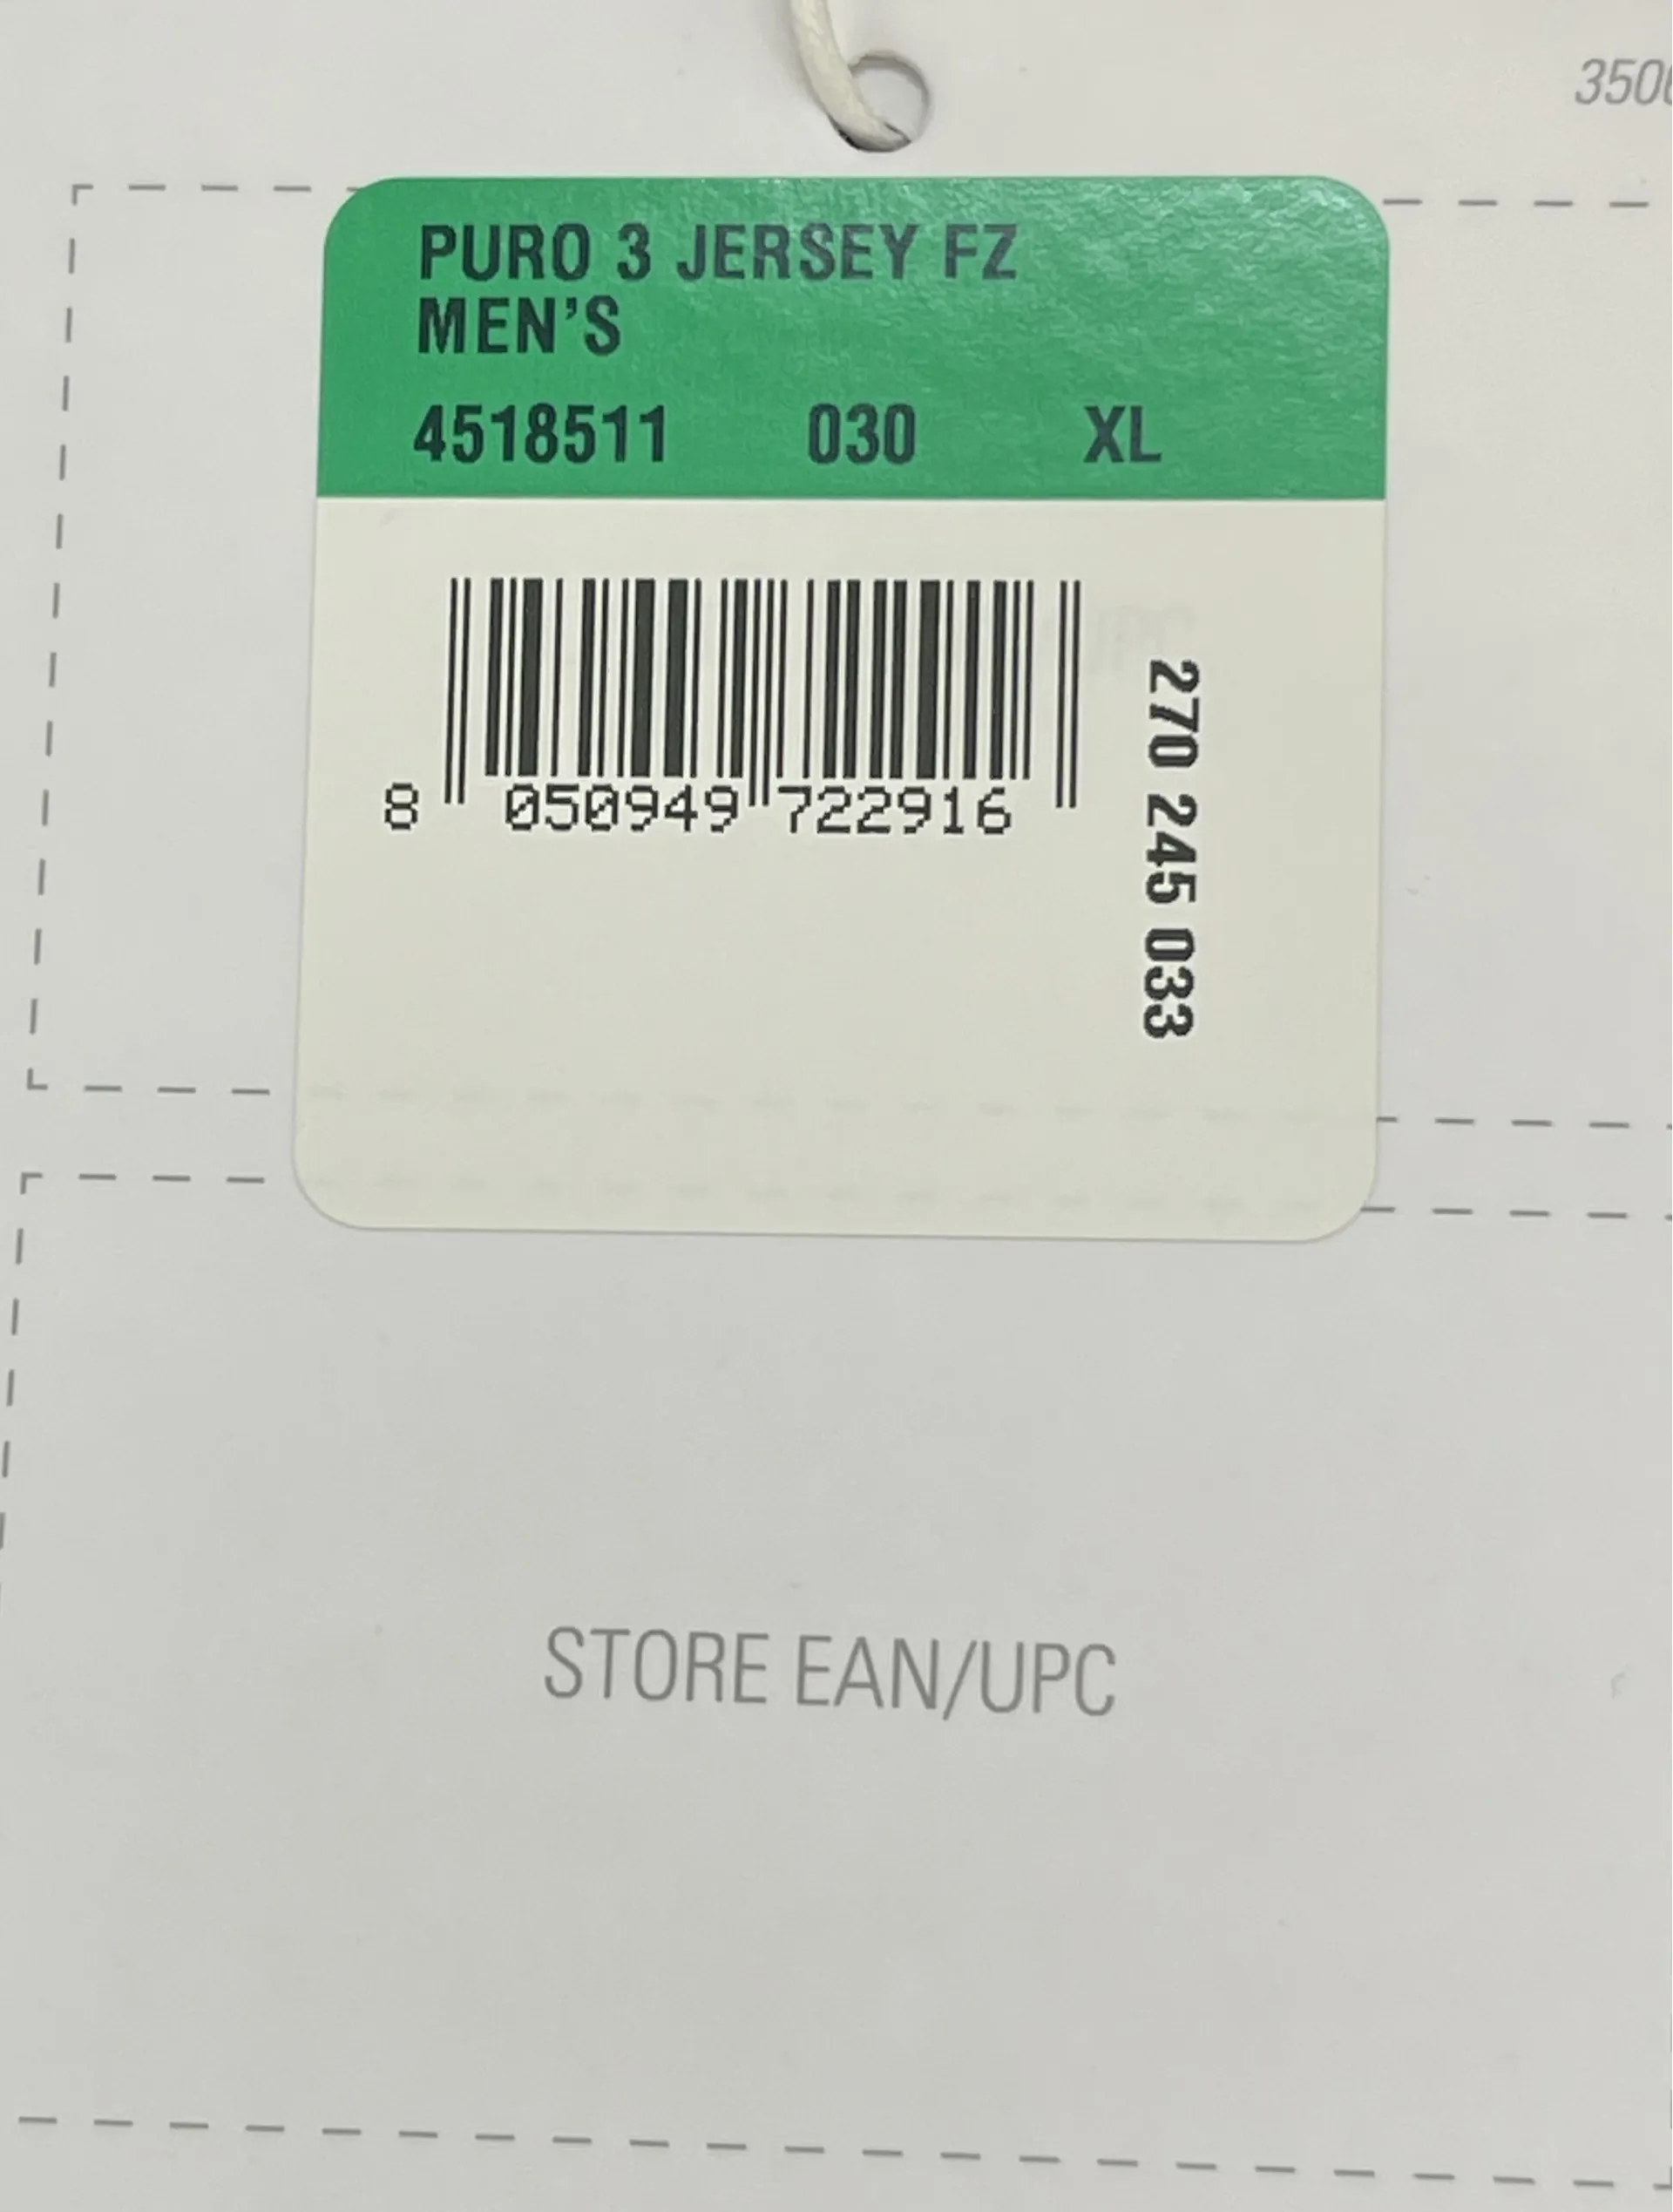 350
PURO 3 JERSEY FZ
MEN'S
4518511 030 XL
8 050949 722916
270 245 033
STORE EAN/UPC